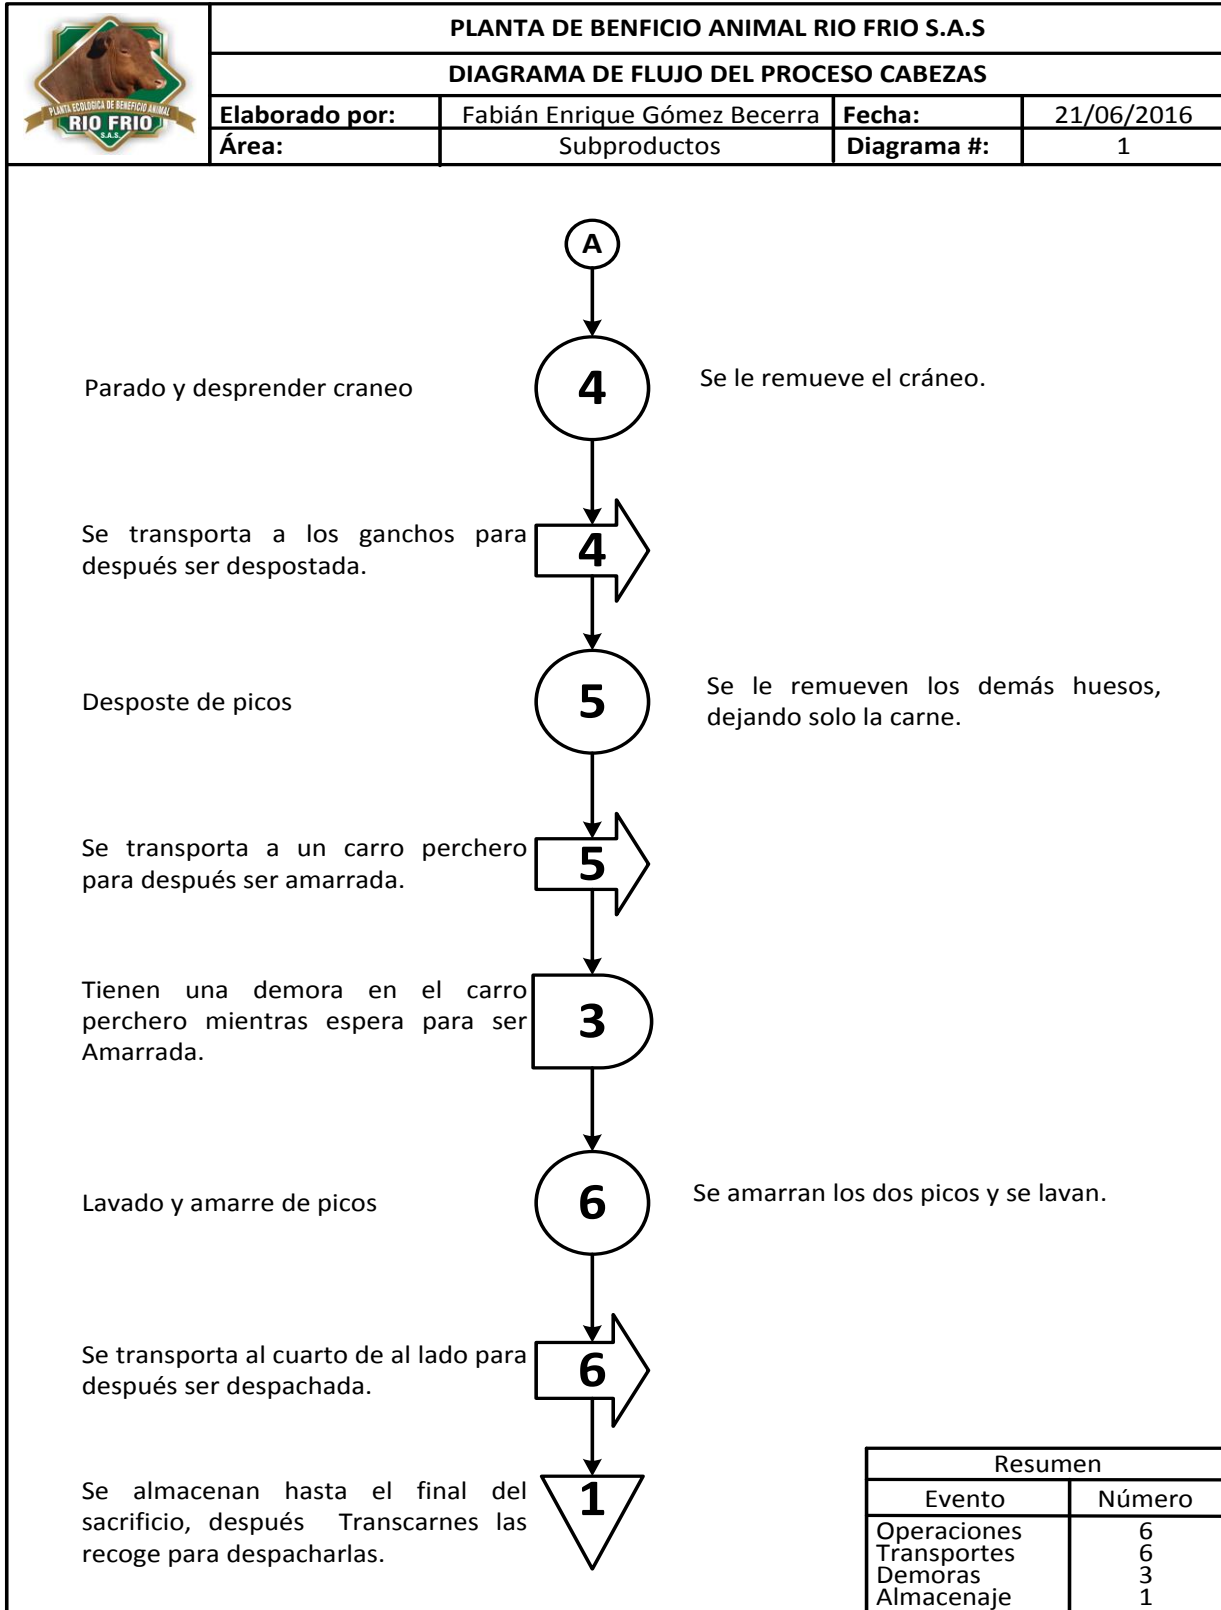 PLANTA ECOLOGICA DE BENEFICIO ANIMAL
RIO FRIO
S.A.S.
PLANTA DE BENFICIO ANIMAL RIO FRIO S.A.S
DIAGRAMA DE FLUJO DEL PROCESO CABEZAS
Elaborado por: Fabián Enrique Gómez Becerra Fecha: 21/06/2016
Área: Subproductos Diagrama #: 1
A
Parado y desprender craneo
4
Se le remueve el cráneo.
Se transporta a los ganchos para
después ser despostada.
4
Desposte de picos
5
Se le remueven los demás huesos,
dejando solo la carne.
Se transporta a un carro perchero
para después ser amarrada.
5
Tienen una demora en el carro
perchero mientras espera para ser
Amarrada.
3
Lavado y amarre de picos
6
Se amarran los dos picos y se lavan.
Se transporta al cuarto de al lado para
después ser despachada.
6
Se almacenan hasta el final del
sacrificio, después Transcarnes las
recoge para despacharlas.
1
Resumen
Evento Número
Operaciones 6
Transportes 6
Demoras 3
Almacenaje 1